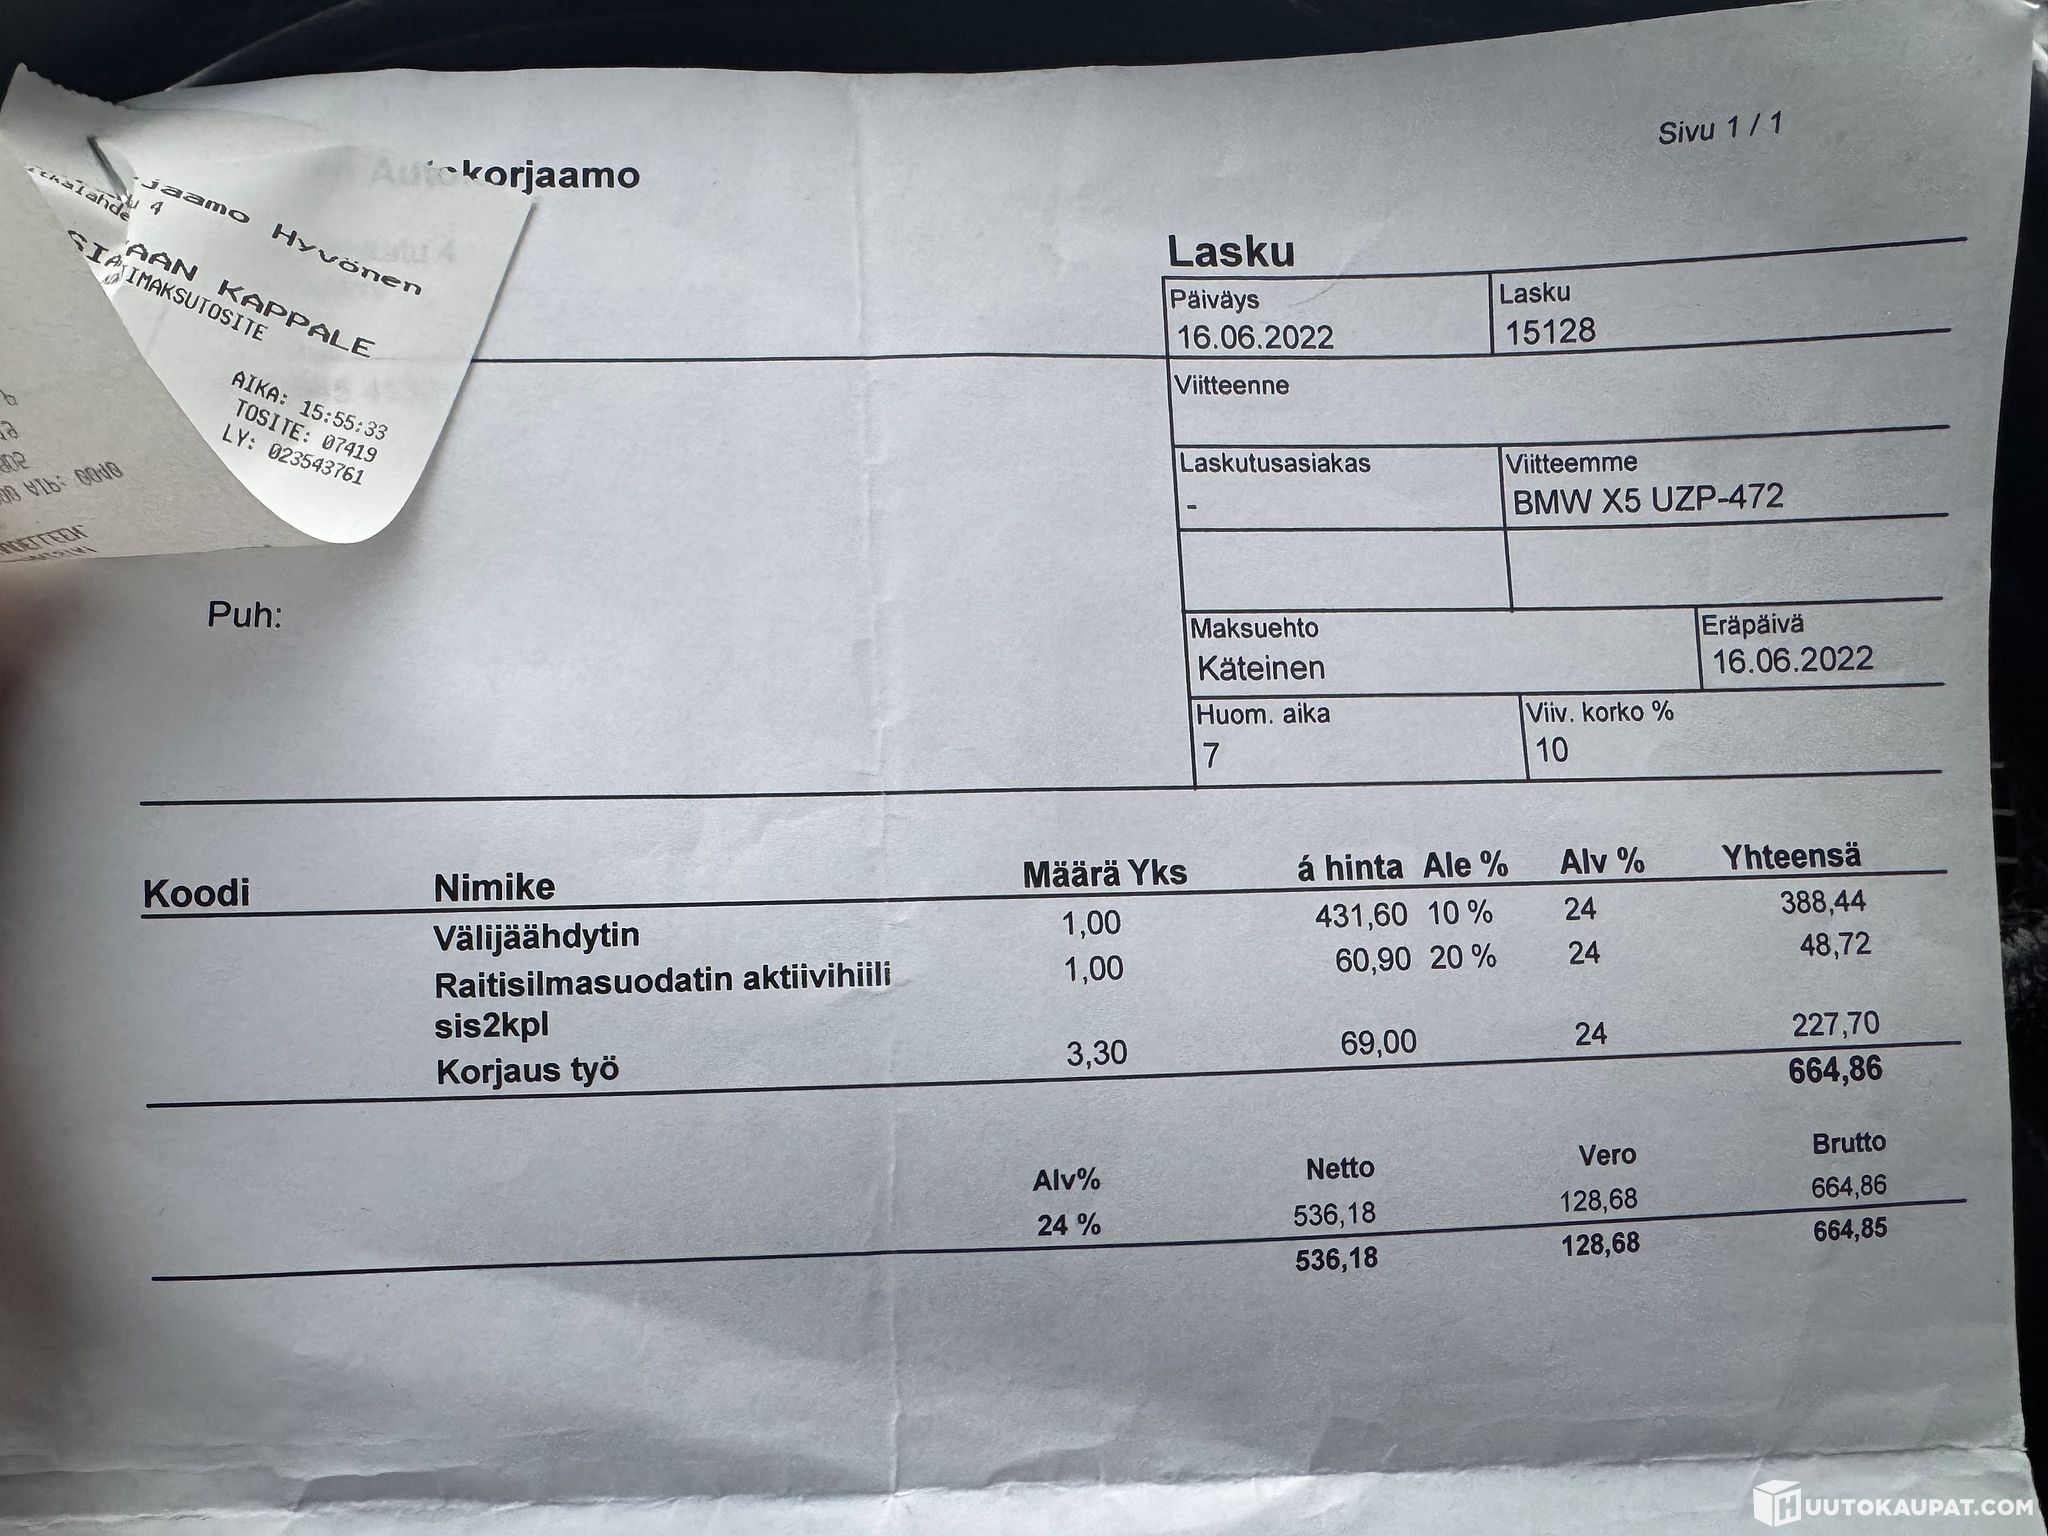 Sivu 1 / 1
korjaamo
jaamo Hyvönen
4
KAPPALE
TIMAKSUTOSITE
AIKA: 15:55:33
TOSITE: 07419
LY: 023543761
Puh:
Lasku
Päiväys
16.06.2022
Lasku
15128
Viitteenne
Laskutusasiakas
-
Viitteemme
BMW X5 UZP-472
Maksuehto
Käteinen
Eräpäivä
16.06.2022
Huom. aika
7
Viiv. korko %
10
Koodi Nimike Määrä Yks á hinta Ale % Alv % Yhteensä
Välijäähdytin 1,00 431,60 10 % 24 388,44
Raitisilmasuodatin aktiivihiili 1,00 60,90 20 % 24 48,72
sis2kpl
Korjaus työ 3,30 69,00 24 227,70
664,86
Alv% Netto Vero Brutto
24 % 536,18 128,68 664,86
536,18 128,68 664,85
HUUTOKAUPAT.COM